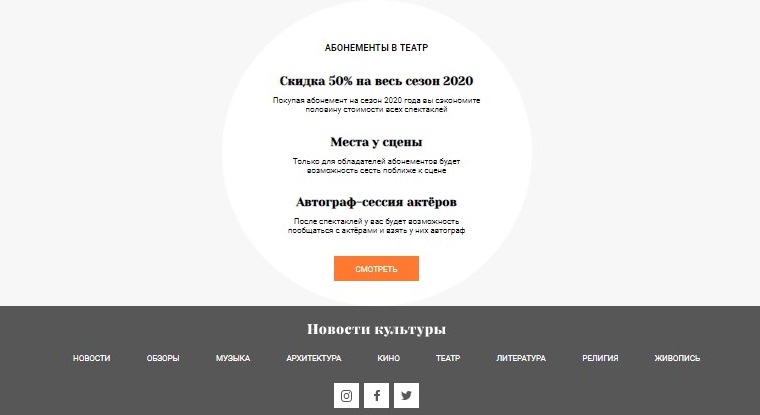 АБОНЕМЕНТЫ В ТЕАТР
Скидка 50% на весь сезон 2020
Покупая абонемент на сезон 2020 года вы сэкономите
половину стоимости всех спектаклей
Места у сцены
Только для обладателей абонементов будет
возможность сесть поближе к сцене
Автограф-сессия актёров
После спектаклей у вас будет возможность
пообщаться с актёрами и взять у них автограф
СМОТРЕТЬ
Новости культуры
НОВОСТИ ОБЗОРЫ МУЗЫКА АРХИТЕКТУРА КИНО ТЕАТР ЛИТЕРАТУРА РЕЛИГИЯ ЖИВОПИСЬ